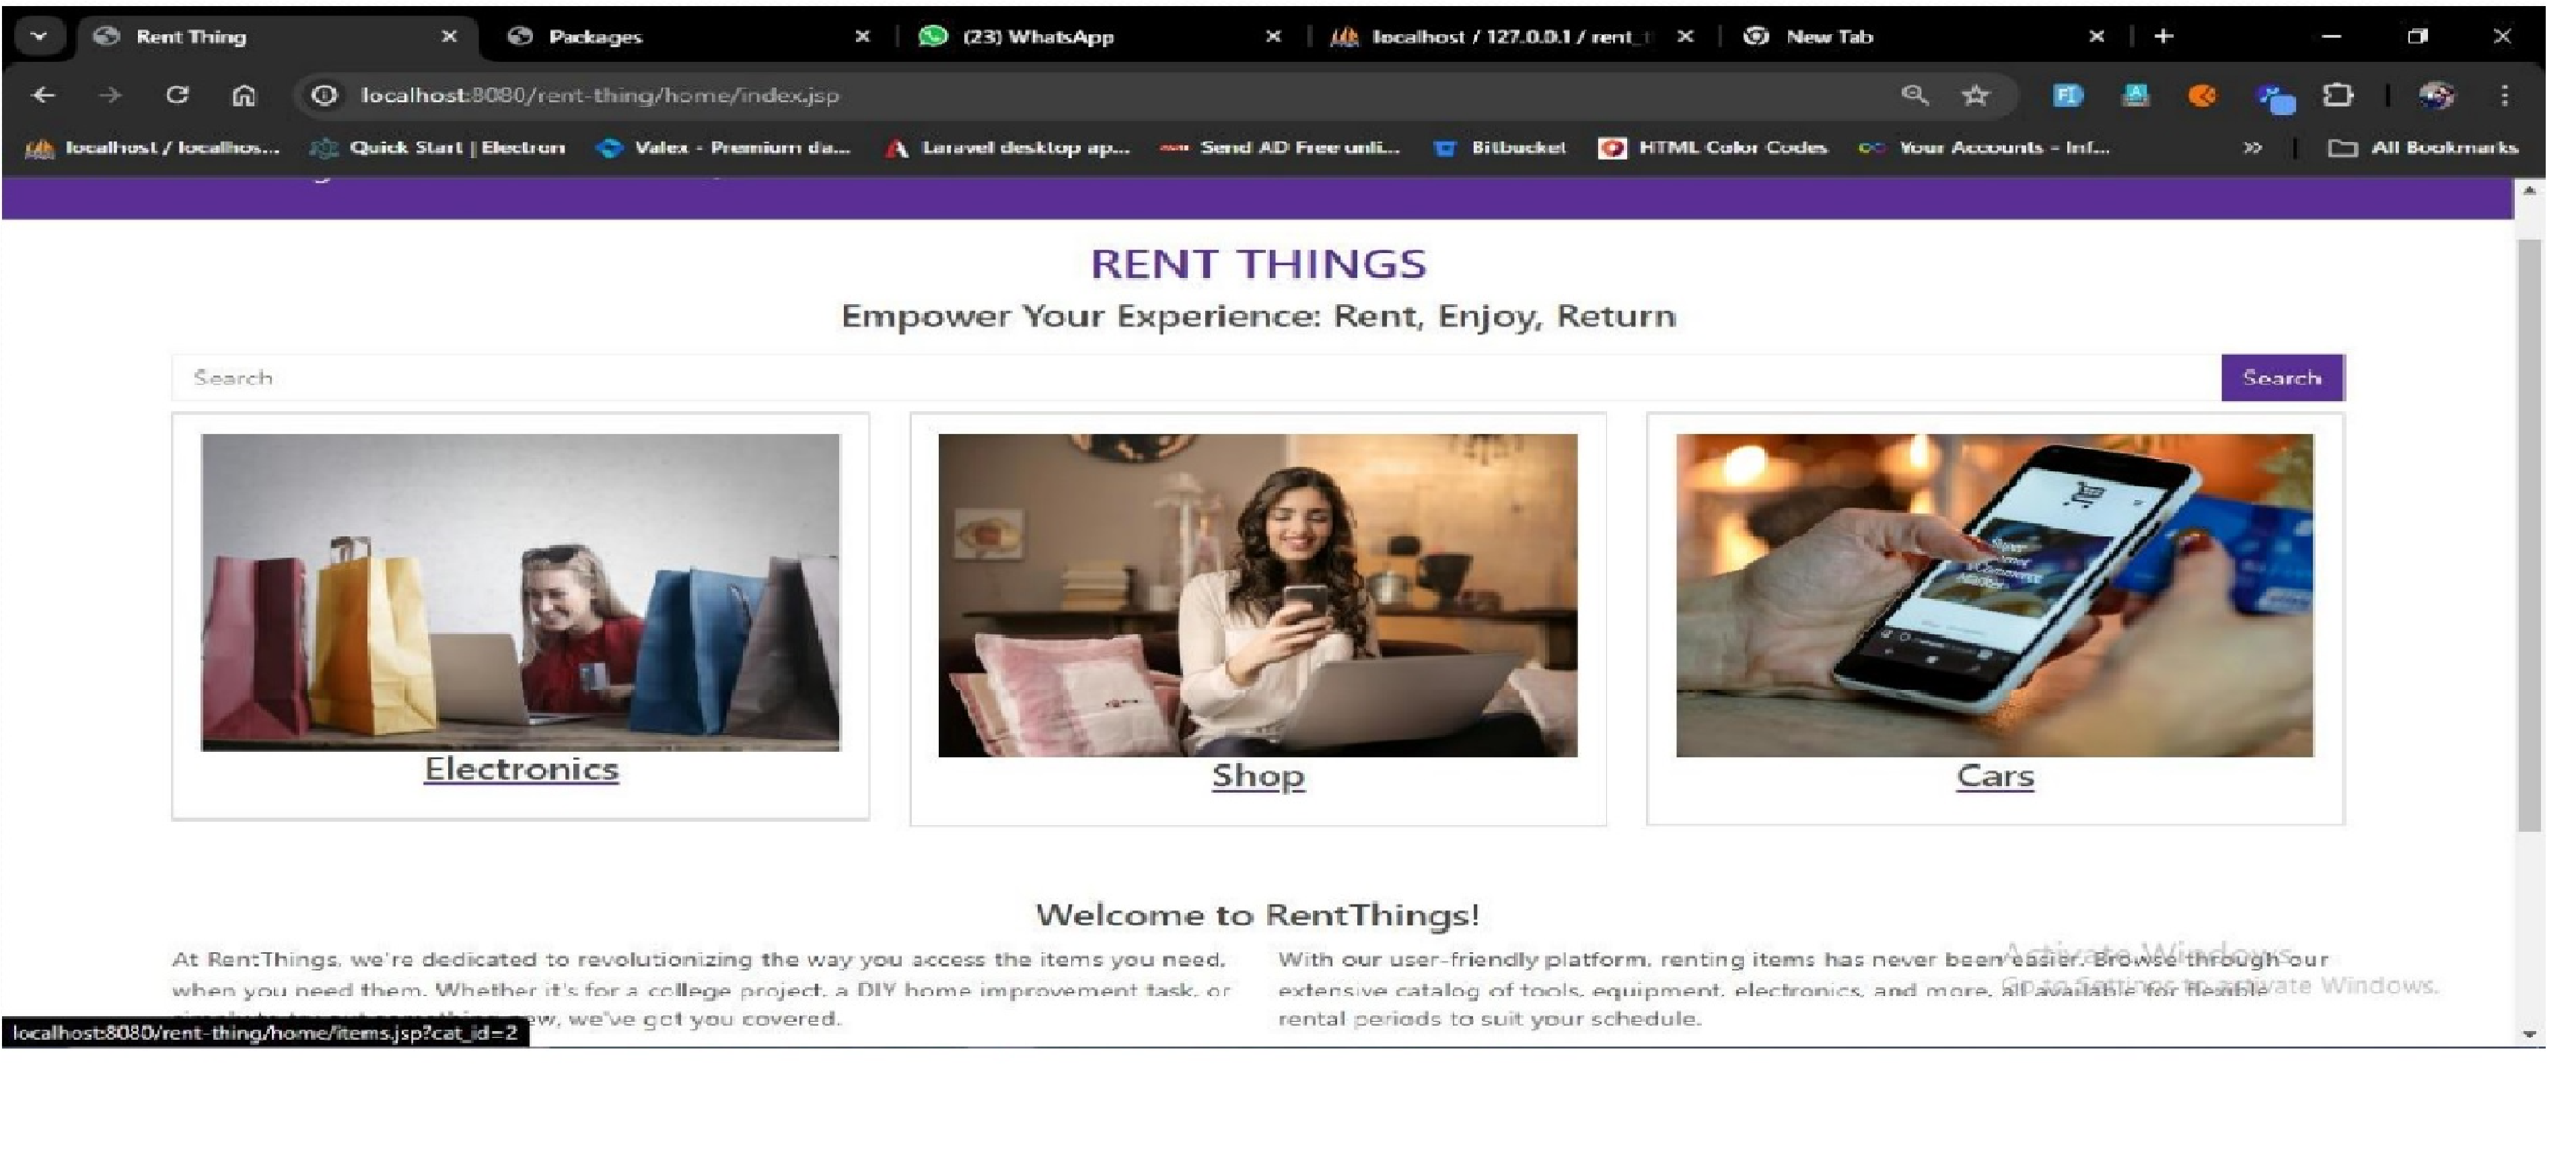 Rent Thing
Packages
(23) WhatsApp
localhost / 127.0.0.1 / rent_t
New Tab
localhost:8080/rent-thing/home/index.jsp
localhost / localhos...
Quick Start | Electron
Valex - Premium da...
Laravel desktop ap...
Send AD Free unli...
Bitbucket
HTML Color Codes
Your Accounts - Inf...
All Bookmarks
RENT THINGS
Empower Your Experience: Rent, Enjoy, Return
Search
Search
Electronics
Shop
Cars
Welcome to RentThings!
At RentThings, we're dedicated to revolutionizing the way you access the items you need,
when you need them. Whether it's for a college project, a DIY home improvement task, or
we've got you covered.
With our user-friendly platform, renting items has never been easier. Browse through our
extensive catalog of tools, equipment, electronics, and more, all available for flexible
rental periods to suit your schedule.
Activate Windows
Go to Settings to activate Windows.
localhost:8080/rent-thing/home/items.jsp?cat_id=2